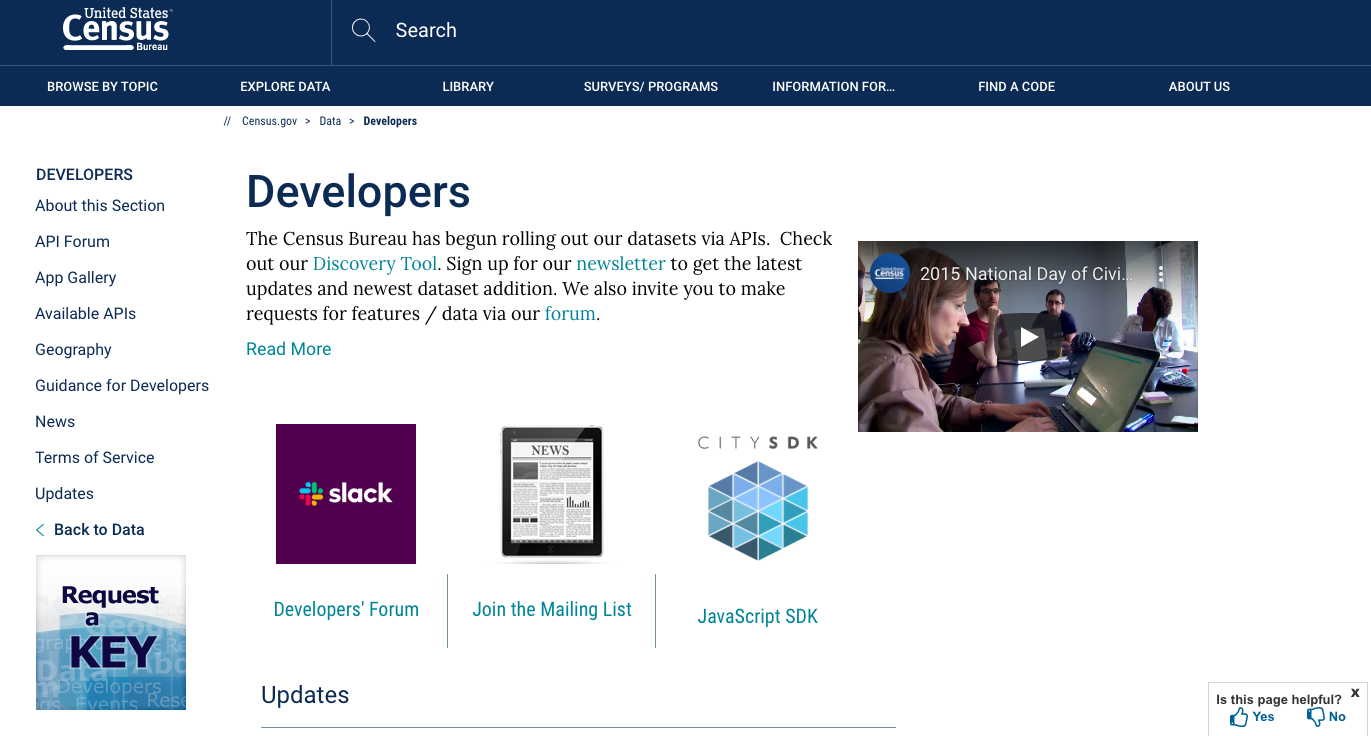 United States™
Census
Bureau
Search
BROWSE BY TOPIC
EXPLORE DATA
LIBRARY
SURVEYS/ PROGRAMS
INFORMATION FOR...
FIND A CODE
ABOUT US
// Census.gov > Data > Developers
DEVELOPERS
About this Section
API Forum
App Gallery
Available APIs
Geography
Guidance for Developers
News
Terms of Service
Updates
Back to Data
Request
a
KEY
Developers
The Census Bureau has begun rolling out our datasets via APIs. Check
out our Discovery Tool. Sign up for our newsletter to get the latest
updates and newest dataset addition. We also invite you to make
requests for features / data via our forum.
Read More
Census
2015 National Day of Civi...
slack
NEWS
CITYSDK
Developers' Forum
Join the Mailing List
JavaScript SDK
Updates
Is this page helpful? x
Yes
No